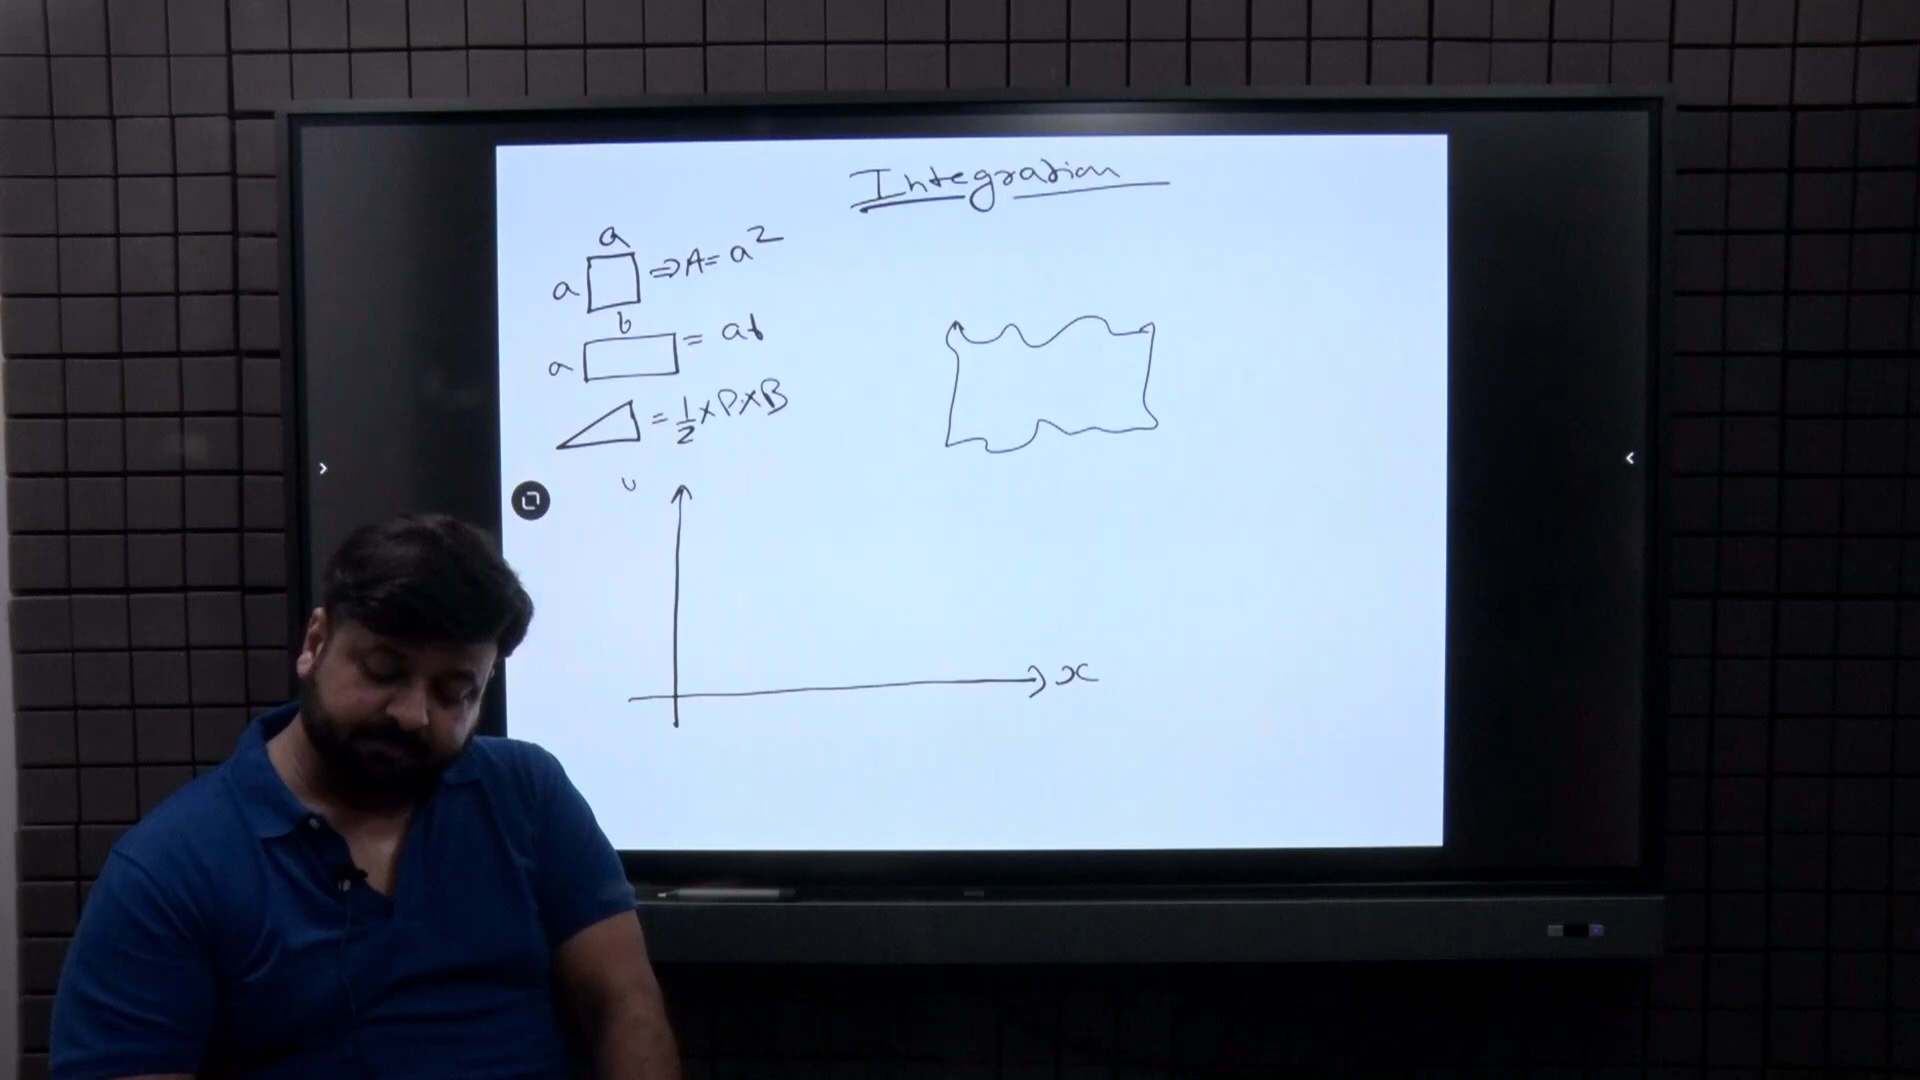 Integration
a
a ⇒ A = a²
b
a = ab
= 1/2 × P × B
x